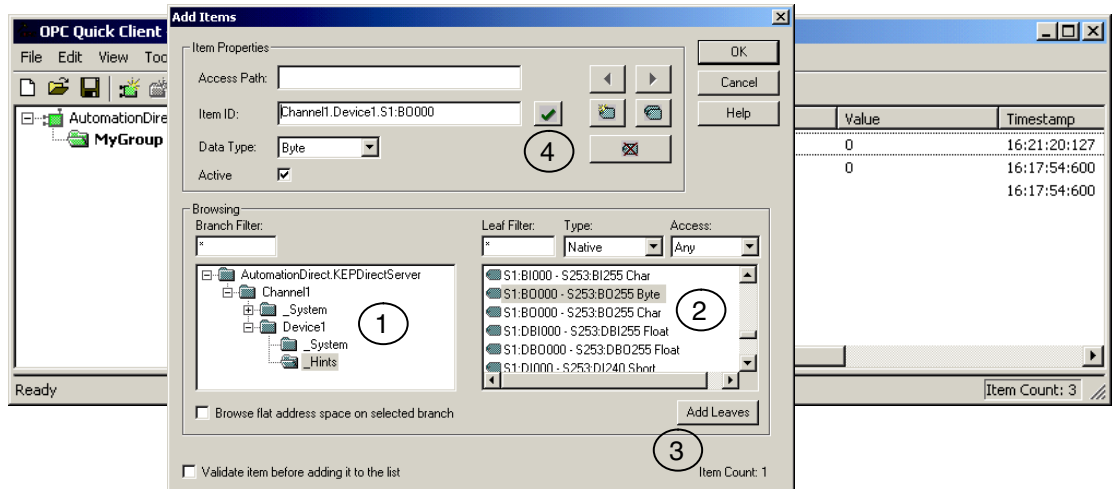 OPC Quick Client
File Edit View Too
AutomationDire
MyGroup
Ready
Add Items
Item Properties
Access Path:
Item ID: Channel1.Device1.S1:BO000
Data Type: Byte
Active
4
OK
Cancel
Help
Browsing
Branch Filter:
*
Leaf Filter: Type: Access:
* Native Any
AutomationDirect.KEPDirectServer
Channel1
_System
Device1
_System
_Hints
1
S1:BI000 - S253:BI255 Char
S1:BO000 - S253:BO255 Byte
S1:BO000 - S253:BO255 Char
S1:DBI000 - S253:DBI255 Float
S1:DBO000 - S253:DBO255 Float
S1:DI000 - S253:DI240 Short
2
Browse flat address space on selected branch
Add Leaves
3
Validate item before adding it to the list
Item Count: 1
Value Timestamp
0 16:21:20:127
0 16:17:54:600
16:17:54:600
Item Count: 3